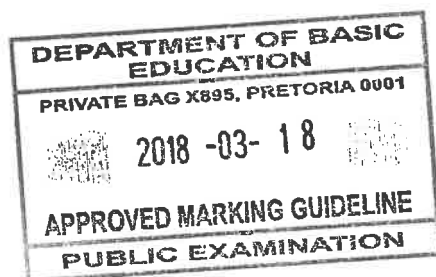 DEPARTMENT OF BASIC
EDUCATION
PRIVATE BAG X895, PRETORIA 0001
2018 -03- 18
APPROVED MARKING GUIDELINE
PUBLIC EXAMINATION